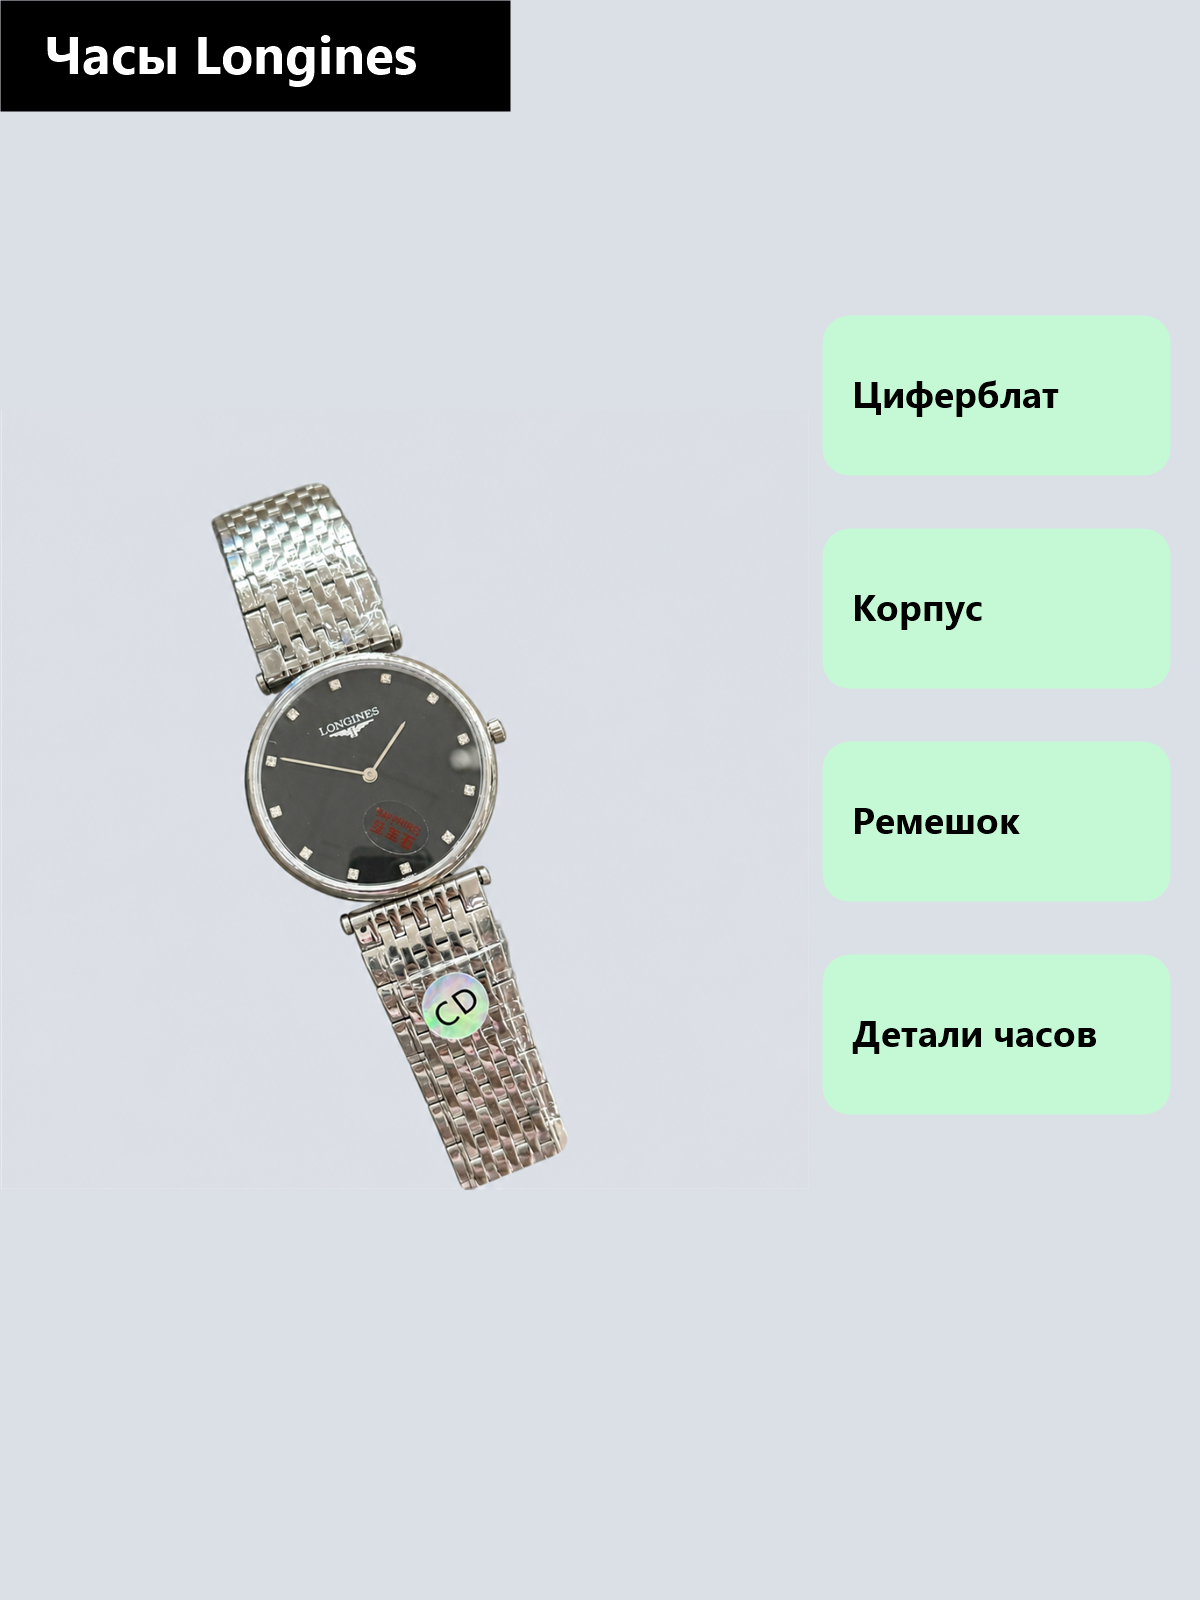 Часы Longines
Циферблат
Корпус
LONGINES
Ремешок
CD
Детали часов